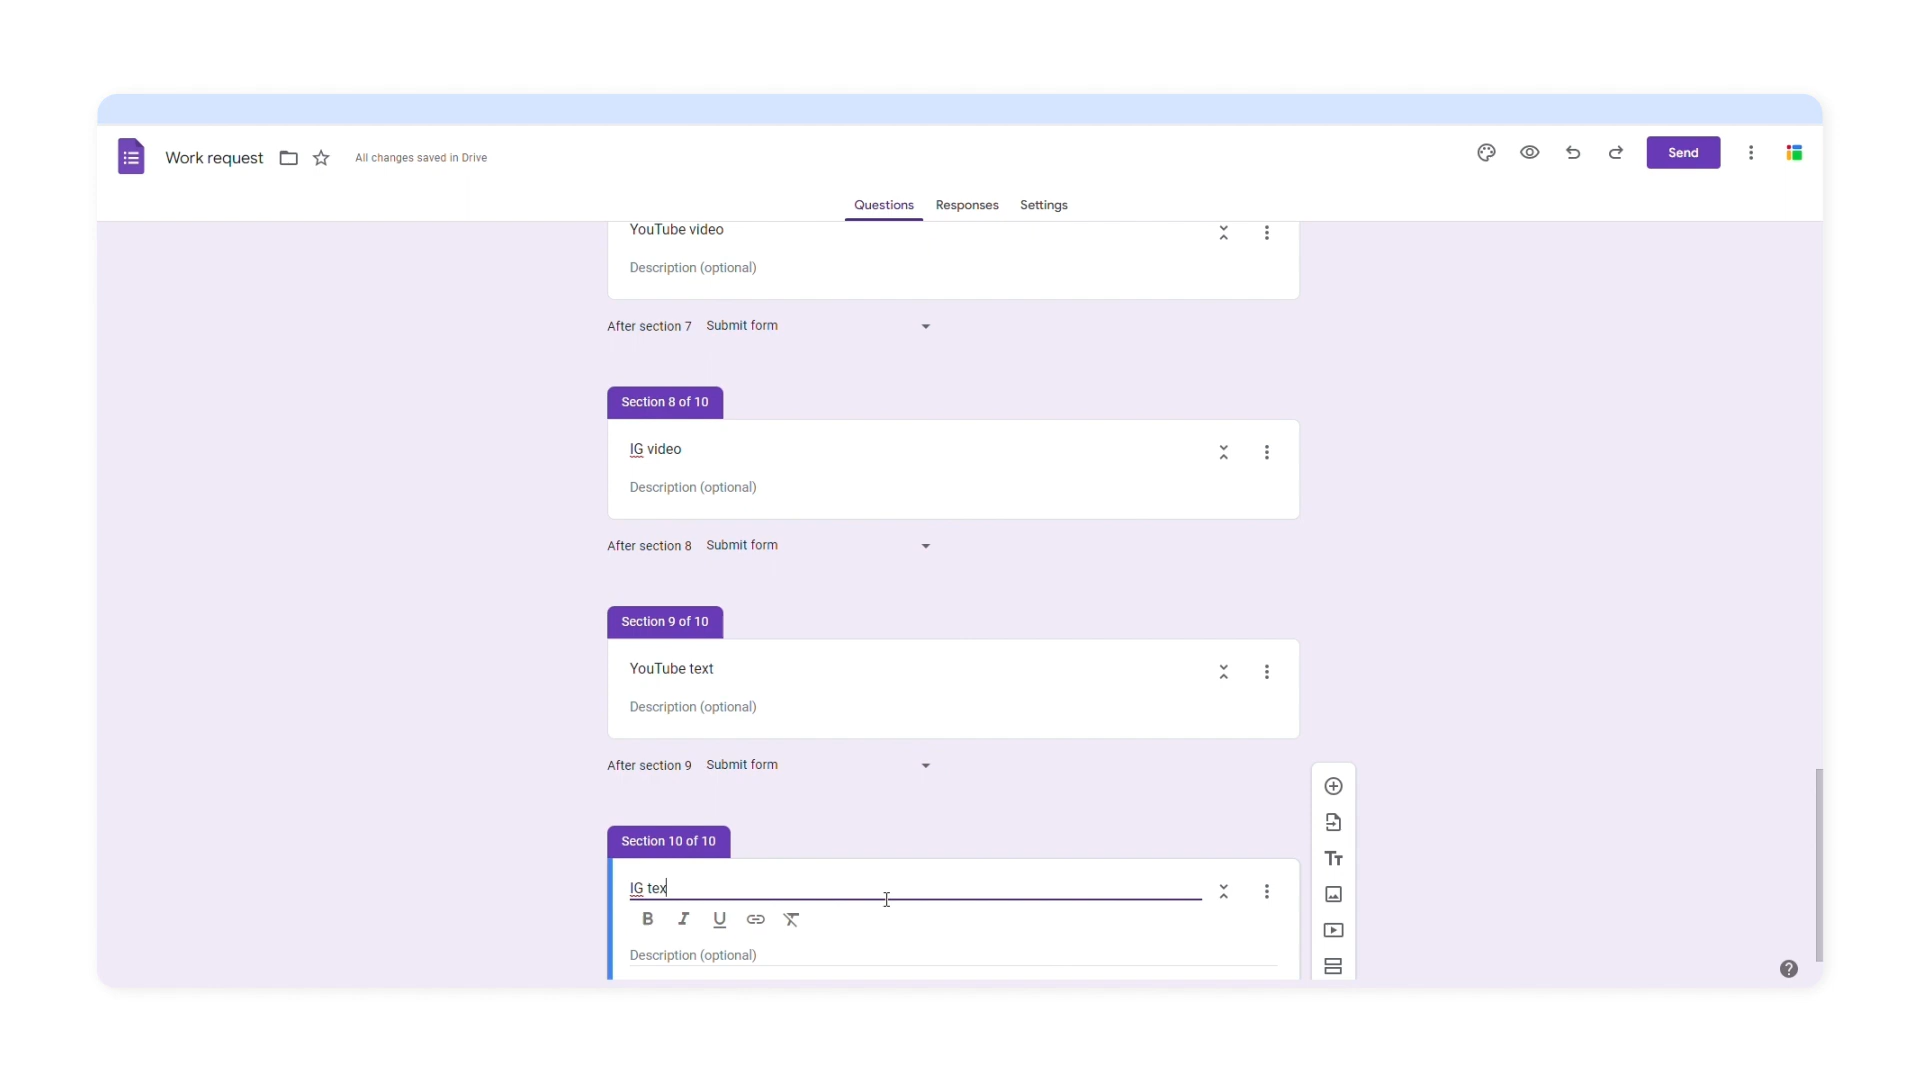 Work request
All changes saved in Drive
Send
Questions Responses Settings
YouTube video
Description (optional)
After section 7 Submit form
Section 8 of 10
IG video
Description (optional)
After section 8 Submit form
Section 9 of 10
YouTube text
Description (optional)
After section 9 Submit form
Section 10 of 10
IG tex
B I U
Description (optional)
Tт
?